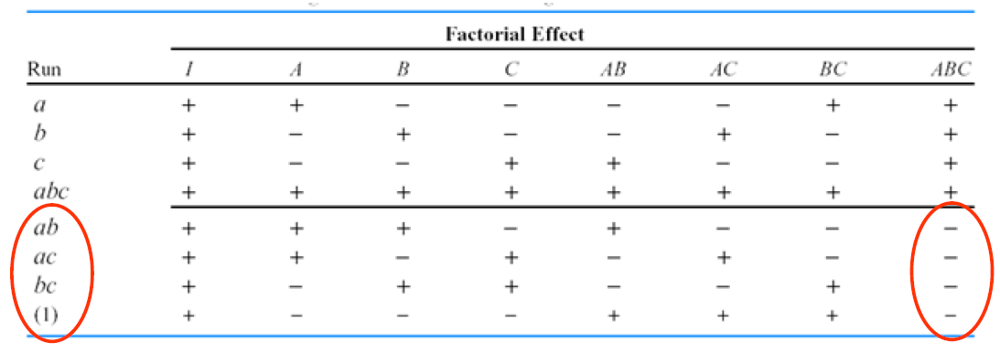 Factorial Effect
Run I A B C AB AC BC ABC
a + + − − − − + +
b + − + − − + − +
c + − − + + − − +
abc + + + + + + + +
ab + + + − + − − −
ac + + − + − + − −
bc + − + + − − + −
(1) + − − − + + + −